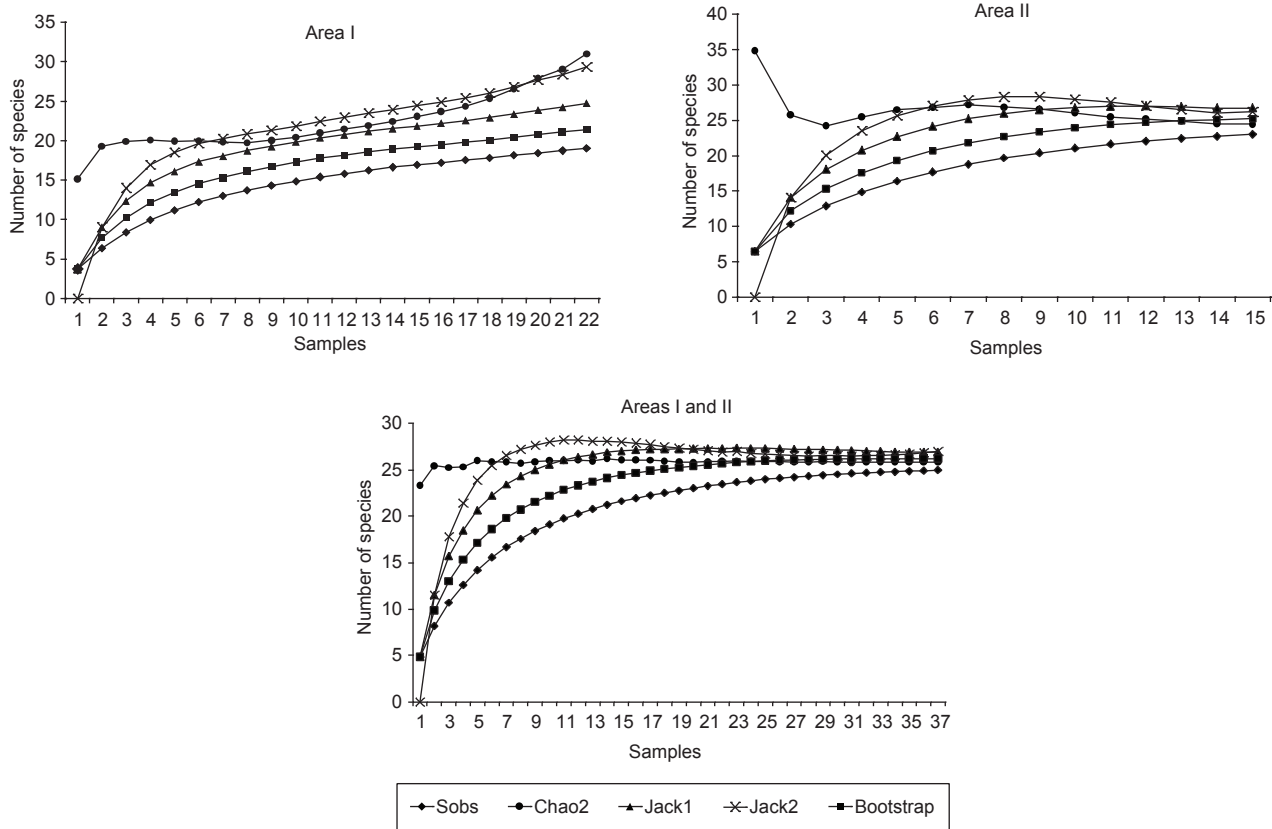 Area I
Number of species
35
30
25
20
15
10
5
0
1 2 3 4 5 6 7 8 9 10 11 12 13 14 15 16 17 18 19 20 21 22
Samples
Area II
Number of species
40
35
30
25
20
15
10
5
0
1 2 3 4 5 6 7 8 9 10 11 12 13 14 15
Samples
Areas I and II
Number of species
30
25
20
15
10
5
0
1 3 5 7 9 11 13 15 17 19 21 23 25 27 29 31 33 35 37
Samples
Sobs Chao2 Jack1 Jack2 Bootstrap